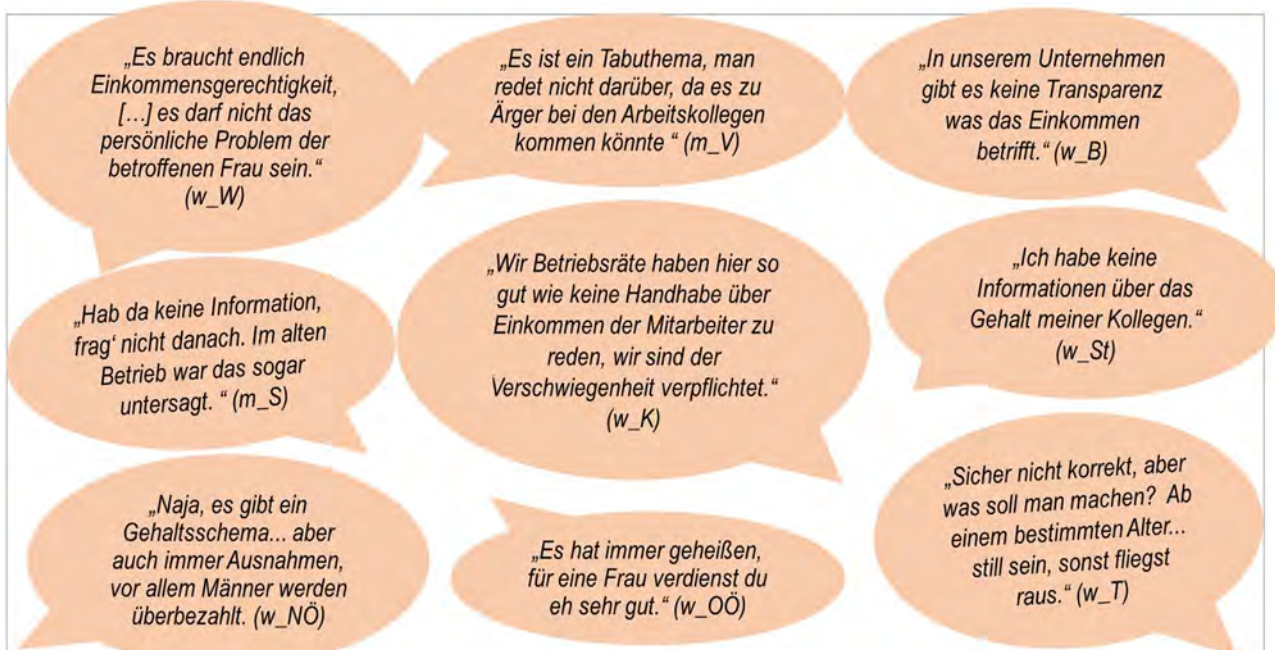 „Es braucht endlich
Einkommensgerechtigkeit,
[…] es darf nicht das
persönliche Problem der
betroffenen Frau sein.“
(w_W)
„Es ist ein Tabuthema, man
redet nicht darüber, da es zu
Ärger bei den Arbeitskollegen
kommen könnte “ (m_V)
„In unserem Unternehmen
gibt es keine Transparenz
was das Einkommen
betrifft.“ (w_B)
„Hab da keine Information,
frag‘ nicht danach. Im alten
Betrieb war das sogar
untersagt. “ (m_S)
„Wir Betriebsräte haben hier so
gut wie keine Handhabe über
Einkommen der Mitarbeiter zu
reden, wir sind der
Verschwiegenheit verpflichtet.“
(w_K)
„Ich habe keine
Informationen über das
Gehalt meiner Kollegen.“
(w_St)
„Naja, es gibt ein
Gehaltsschema... aber
auch immer Ausnahmen,
vor allem Männer werden
überbezahlt. (w_NÖ)
„Es hat immer geheißen,
für eine Frau verdienst du
eh sehr gut.“ (w_OÖ)
„Sicher nicht korrekt, aber
was soll man machen? Ab
einem bestimmten Alter...
still sein, sonst fliegst
raus.“ (w_T)